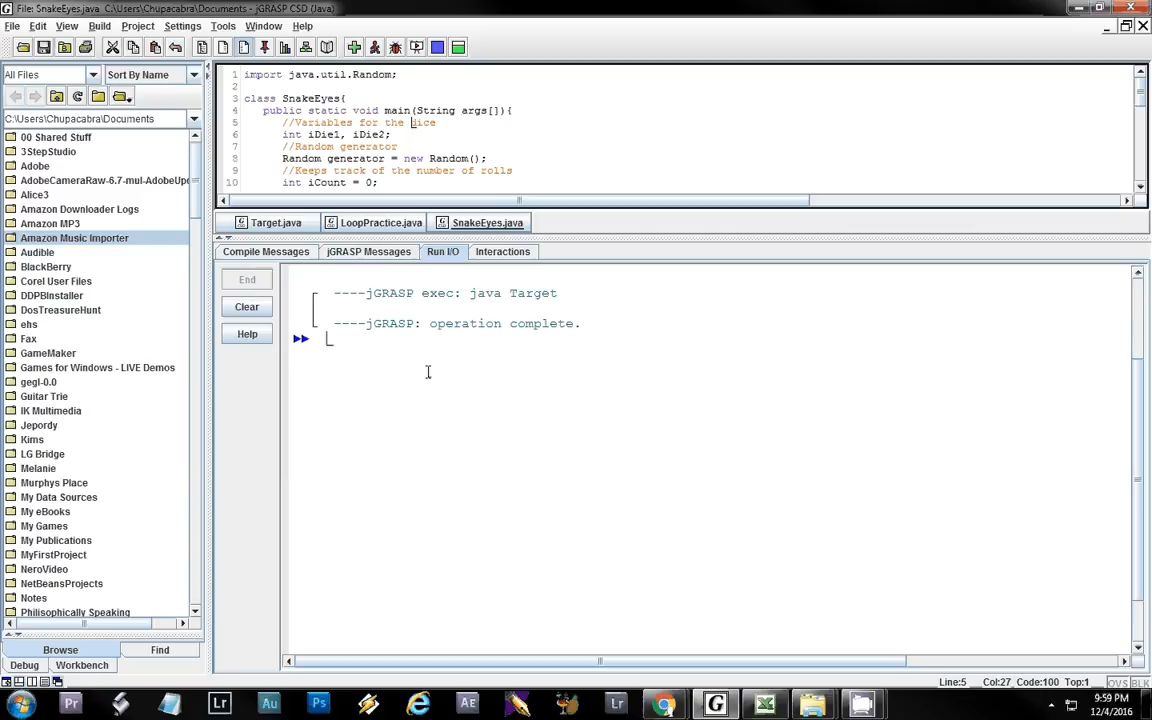 File: SnakeEyes.java C:\Users\Chupacabra\Documents - jGRASP CSD (Java)
File Edit View Build Project Settings Tools Window Help
All Files Sort By Name
C:\Users\Chupacabra\Documents
00 Shared Stuff
3StepStudio
Adobe
AdobeCameraRaw-6.7-mul-AdobeUpd
Alice3
Amazon Downloader Logs
Amazon MP3
Amazon Music Importer
Audible
BlackBerry
Corel User Files
DDPBInstaller
DosTreasureHunt
ehs
Fax
GameMaker
Games for Windows - LIVE Demos
gegl-0.0
Guitar Trie
IK Multimedia
Jepordy
Kims
LG Bridge
Melanie
Murphys Place
My Data Sources
My eBooks
My Games
My Publications
MyFirstProject
NeroVideo
NetBeansProjects
Notes
Philisophically Speaking
Browse Find
Debug Workbench
1 import java.util.Random;
2
3 class SnakeEyes{
4 public static void main(String args[]){
5 //Variables for the dice
6 int iDie1, iDie2;
7 //Random generator
8 Random generator = new Random();
9 //Keeps track of the number of rolls
10 int iCount = 0;
Target.java LoopPractice.java SnakeEyes.java
Compile Messages jGRASP Messages Run I/O Interactions
End
Clear
Help
----jGRASP exec: java Target
----jGRASP: operation complete.
Line:5 Col:27 Code:100 Top:1 OVS BLK
Pr Lr Au Ps AE Lr G
9:59 PM
12/4/2016